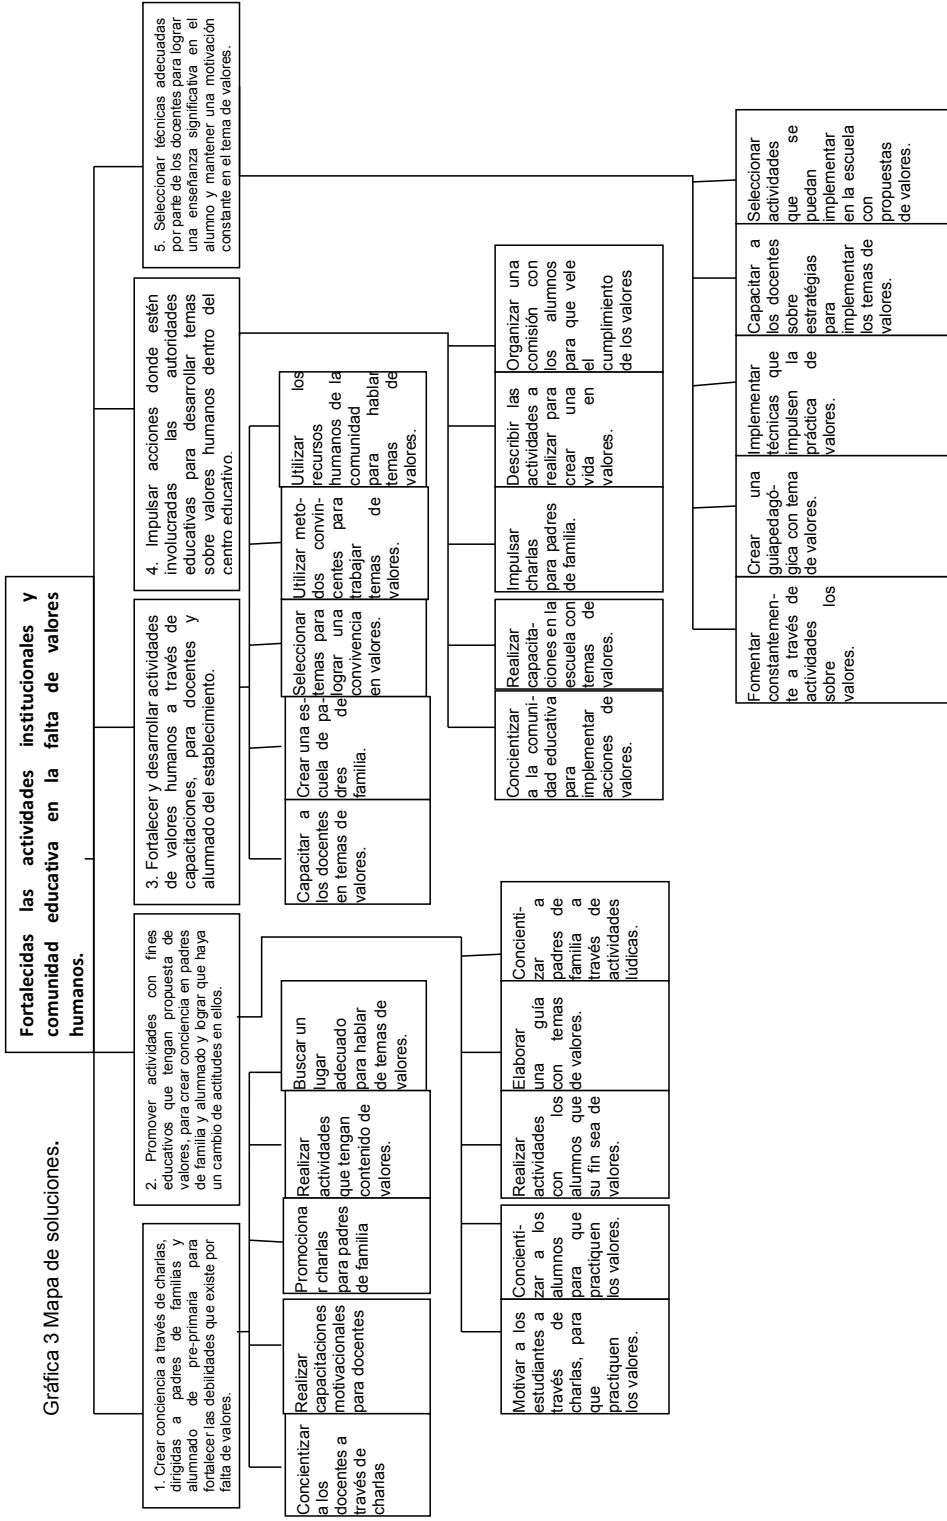 Gráfica 3 Mapa de soluciones.
Fortalecidas las actividades institucionales y
comunidad educativa en la falta de valores
humanos.
1. Crear conciencia a través de charlas,
dirigidas a padres de familias y
alumnado de pre-primaria para
fortalecer las debilidades que existe por
falta de valores.
2. Promover actividades con fines
educativos que tengan propuesta de
valores, para crear conciencia en padres
de familia y alumnado y lograr que haya
un cambio de actitudes en ellos.
3. Fortalecer y desarrollar actividades
de valores humanos a través de
capacitaciones, para docentes y
alumnado del establecimiento.
4. Impulsar acciones donde estén
involucradas las autoridades
educativas para desarrollar temas
sobre valores humanos dentro del
centro educativo.
5. Seleccionar técnicas adecuadas
por parte de los docentes para lograr
una enseñanza significativa en el
alumno y mantener una motivación
constante en el tema de valores.
Concientizar
a los
docentes a
través de
charlas
Realizar
capacitaciones
motivacionales
para docentes
Promociona
r charlas
para padres
de familia
Realizar
actividades
que tengan
contenido de
valores.
Buscar un
lugar
adecuado
para hablar
de temas de
valores.
Capacitar a
los docentes
en temas de
valores.
Crear una es-
cuela de pa-
dres de
familia.
Seleccionar
temas para
lograr una
convivencia
en valores.
Utilizar meto-
dos convin-
centes para
trabajar
temas de
valores.
Utilizar los
recursos
humanos de la
comunidad
para hablar
temas de
valores.
Motivar a los
estudiantes a
través de
charlas, para
que
practiquen
los valores.
Concienti-
zar a los
alumnos
para que
practiquen
los valores.
Realizar
actividades
con los
alumnos que
su fin sea de
valores.
Elaborar
una guía
con temas
de valores.
Concienti-
zar a
padres de
familia a
través de
actividades
lúdicas.
Concientizar
a la comuni-
dad educativa
para
implementar
acciones de
valores.
Realizar
capacita-
ciones en la
escuela con
temas de
valores.
Impulsar
charlas
para padres
de familia.
Describir las
actividades a
realizar para
crear una
vida en
valores.
Organizar una
comisión con
los alumnos
para que vele
el
cumplimiento
de los valores
Fomentar
constantemen-
te a través de
actividades
sobre los
valores.
Crear una
guiapedagó-
gica con tema
de valores.
Implementar
técnicas que
impulsen la
práctica de
valores.
Capacitar a
los docentes
sobre
estratégias
para
implementar
los temas de
valores.
Seleccionar
actividades
que se
puedan
implementar
en la escuela
con
propuestas
de valores.